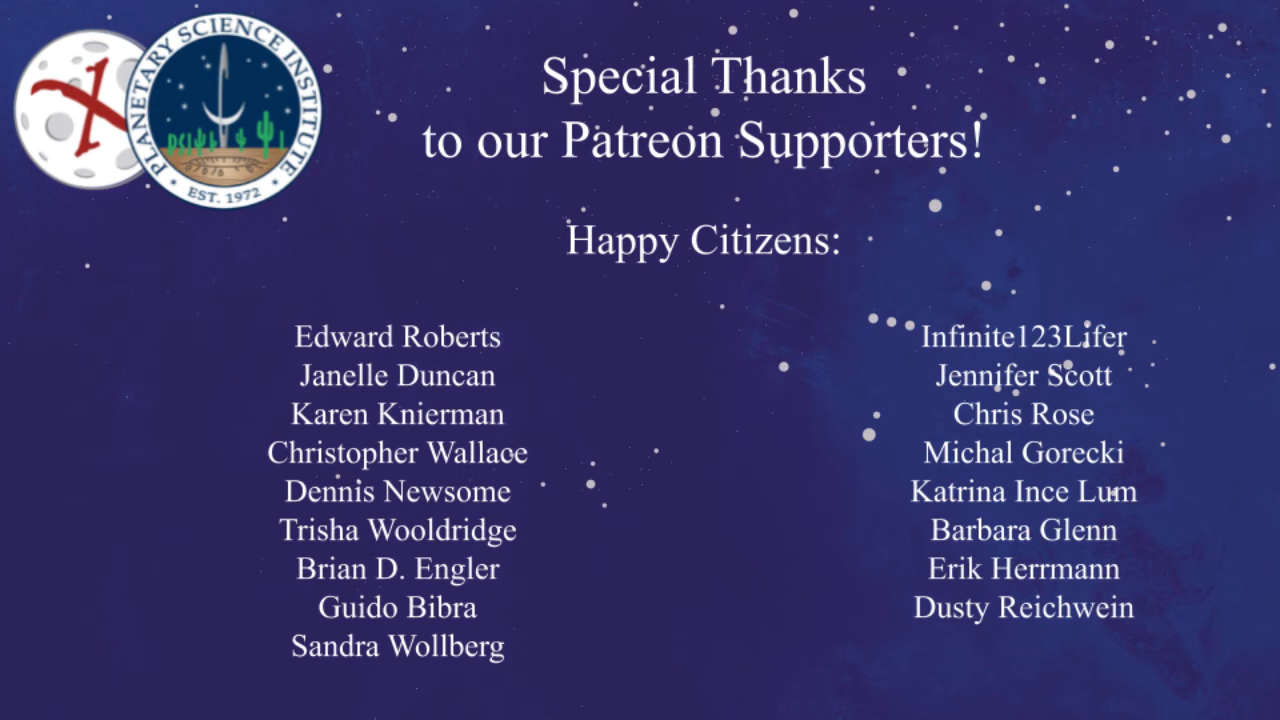 PLANETARY SCIENCE INSTITUTE
PSI
EST. 1972
Special Thanks
to our Patreon Supporters!
Happy Citizens:
Edward Roberts
Janelle Duncan
Karen Knierman
Christopher Wallace
Dennis Newsome
Trisha Wooldridge
Brian D. Engler
Guido Bibra
Sandra Wollberg
Infinite123Lifer
Jennifer Scott
Chris Rose
Michal Gorecki
Katrina Ince Lum
Barbara Glenn
Erik Herrmann
Dusty Reichwein